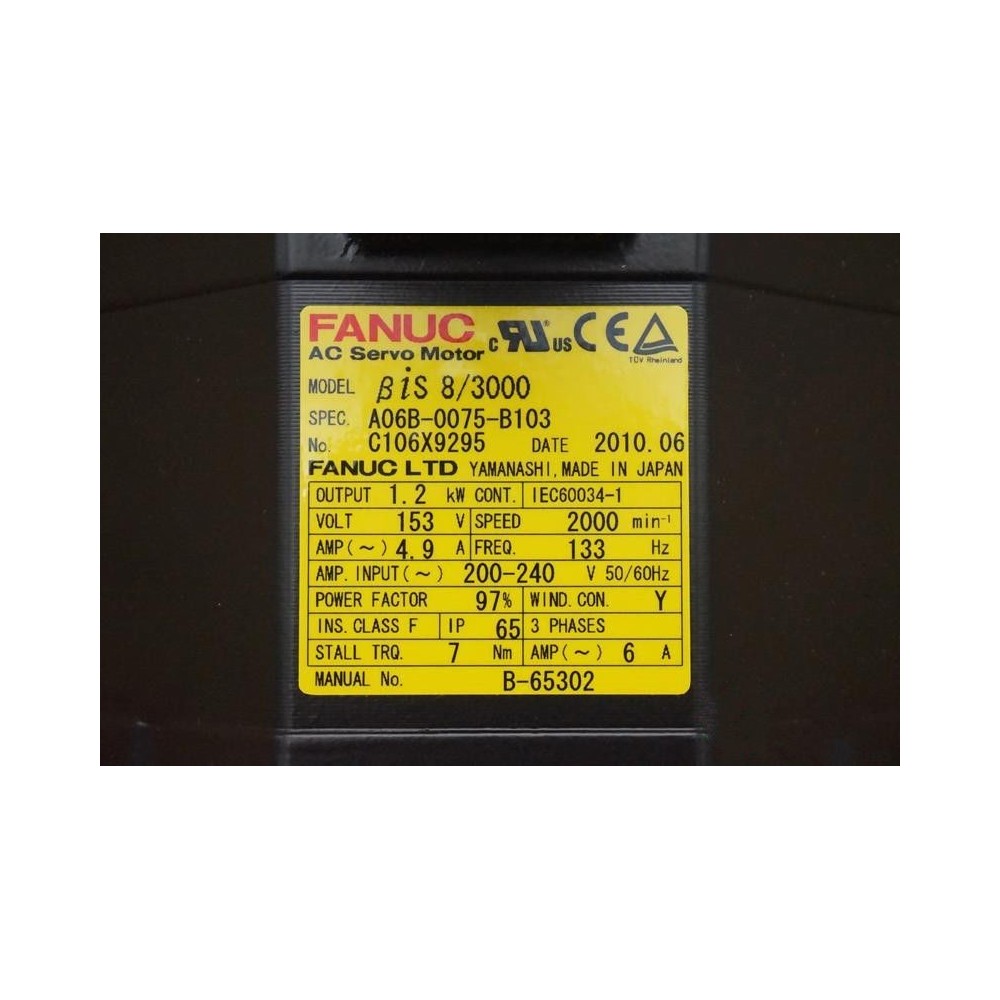 FANUC c RU US CE
AC Servo Motor TÜV Rheinland
MODEL βiS 8/3000
SPEC. A06B-0075-B103
No. C106X9295 DATE 2010.06
FANUC LTD YAMANASHI, MADE IN JAPAN
OUTPUT 1.2 kW CONT. IEC60034-1
VOLT 153 V SPEED 2000 min⁻¹
AMP(~) 4.9 A FREQ. 133 Hz
AMP. INPUT(~) 200-240 V 50/60Hz
POWER FACTOR 97% WIND. CON. Y
INS. CLASS F IP 65 3 PHASES
STALL TRQ. 7 Nm AMP(~) 6 A
MANUAL No. B-65302